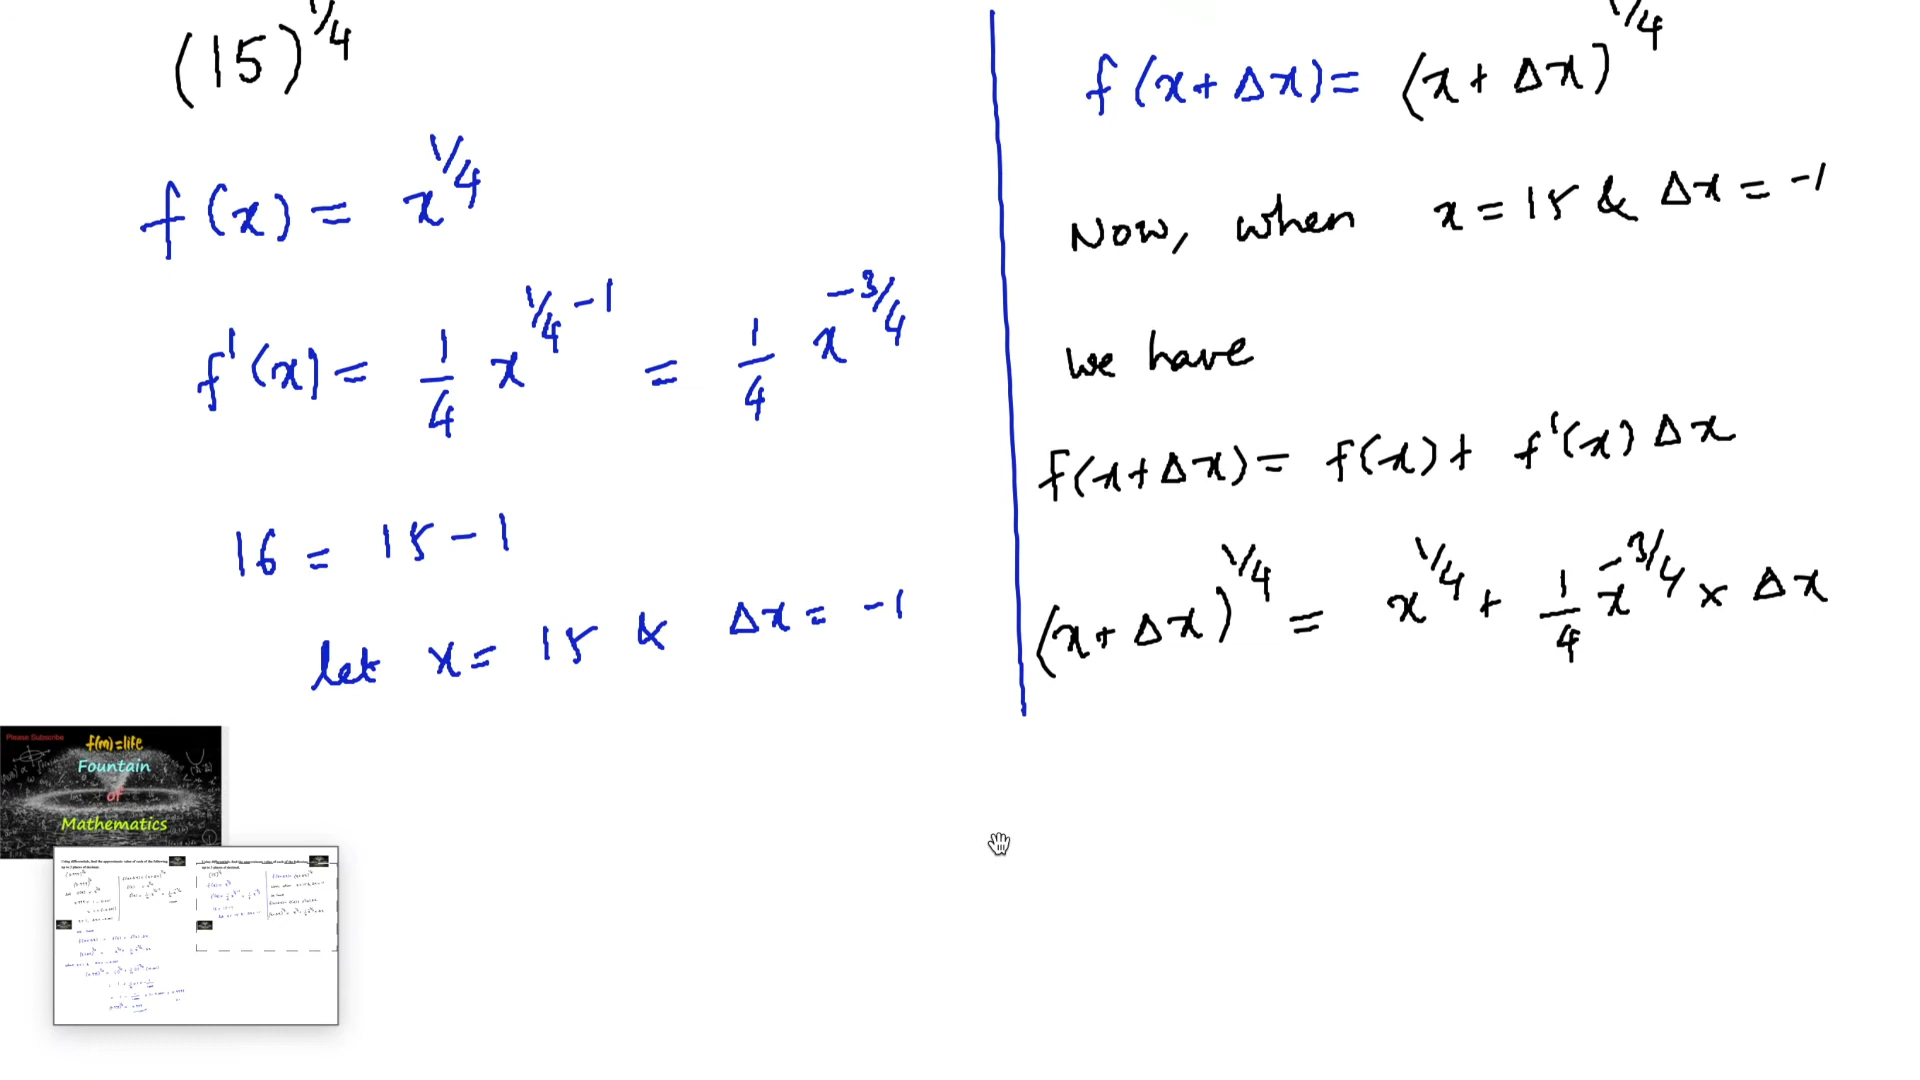 (15)^1/4
f(x) = x^1/4
f'(x) = 1/4 x^1/4 - 1 = 1/4 x^-3/4
16 = 15 - 1
let x = 15 & Δx = -1
f(x + Δx) = (x + Δx)^1/4
Now, when x = 15 & Δx = -1
we have
f(x + Δx) = f(x) + f'(x) Δx
(x + Δx)^1/4 = x^1/4 + 1/4 x^-3/4 × Δx
Please Subscribe
f(m)=life
Fountain
of
Mathematics